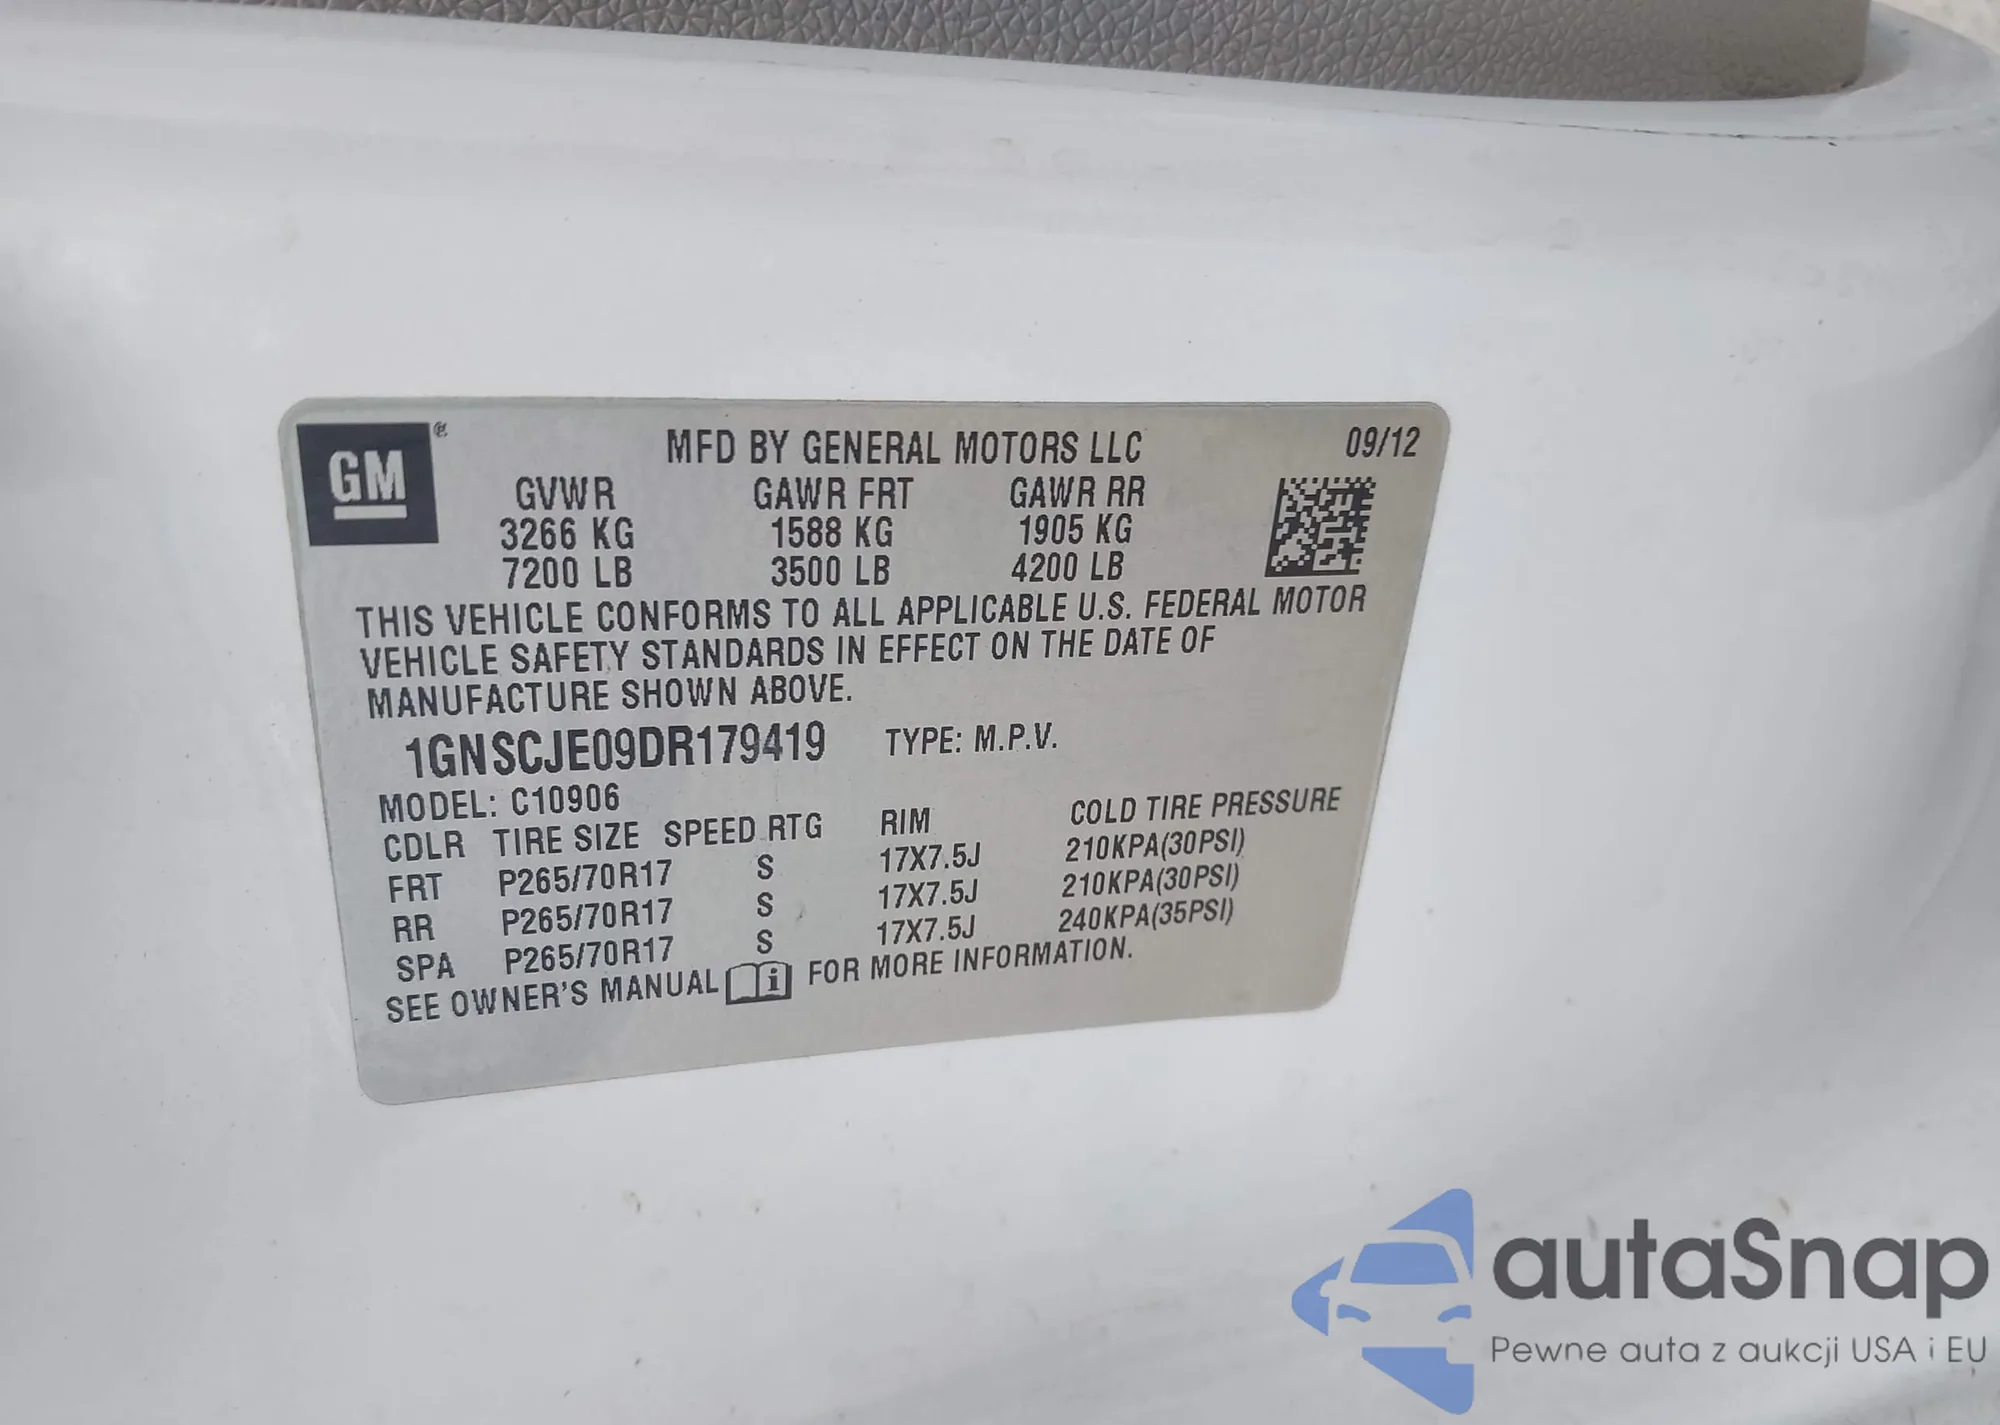 GM
MFD BY GENERAL MOTORS LLC 09/12
GVWR GAWR FRT GAWR RR
3266 KG 1588 KG 1905 KG
7200 LB 3500 LB 4200 LB
THIS VEHICLE CONFORMS TO ALL APPLICABLE U.S. FEDERAL MOTOR
VEHICLE SAFETY STANDARDS IN EFFECT ON THE DATE OF
MANUFACTURE SHOWN ABOVE.
1GNSCJE09DR179419 TYPE: M.P.V.
MODEL: C10906
CDLR TIRE SIZE SPEED RTG RIM COLD TIRE PRESSURE
FRT P265/70R17 S 17X7.5J 210KPA(30PSI)
RR P265/70R17 S 17X7.5J 210KPA(30PSI)
SPA P265/70R17 S 17X7.5J 240KPA(35PSI)
SEE OWNER'S MANUAL FOR MORE INFORMATION.
autaSnap
Pewne auta z aukcji USA i EU